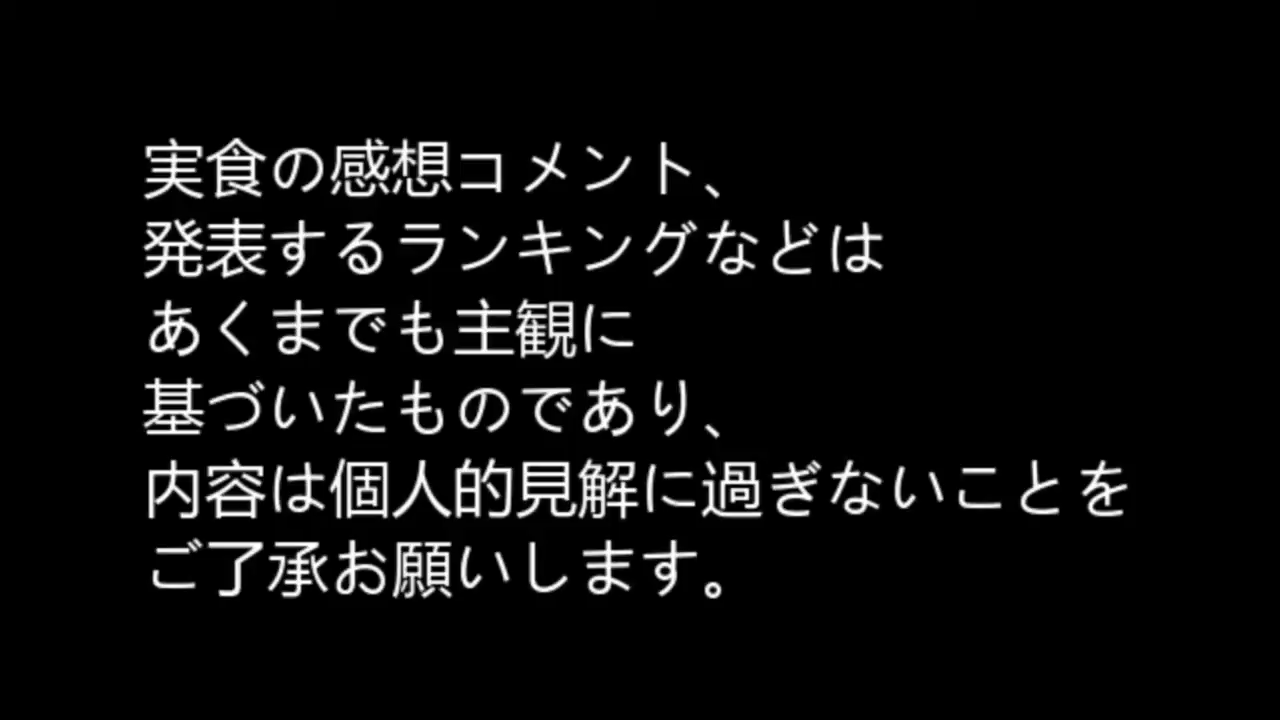 実食の感想コメント、
発表するランキングなどは
あくまでも主観に
基づいたものであり、
内容は個人的見解に過ぎないことを
ご了承お願いします。